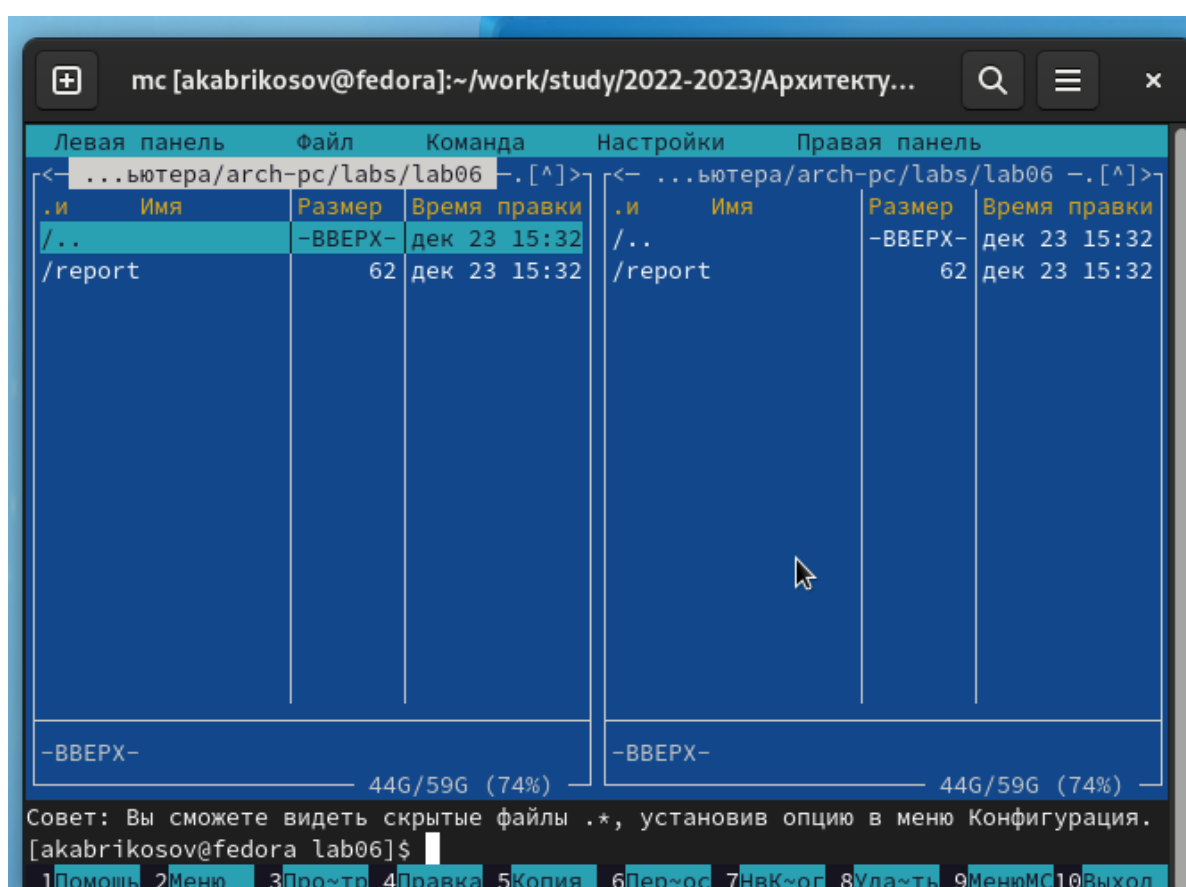 mc [akabrikosov@fedora]:~/work/study/2022-2023/Архитекту...
Левая панель Файл Команда Настройки Правая панель
<— ...ьютера/arch-pc/labs/lab06 —.[^]> <— ...ьютера/arch-pc/labs/lab06 —.[^]>
.и Имя Размер Время правки .и Имя Размер Время правки
/.. -ВВЕРХ- дек 23 15:32 /.. -ВВЕРХ- дек 23 15:32
/report 62 дек 23 15:32 /report 62 дек 23 15:32
-ВВЕРХ- -ВВЕРХ-
44G/59G (74%) 44G/59G (74%)
Совет: Вы сможете видеть скрытые файлы .*, установив опцию в меню Конфигурация.
[akabrikosov@fedora lab06]$
1Помощь 2Меню 3Про~тр 4Правка 5Копия 6Пер~ос 7НвК~ог 8Уда~ть 9МенюMC 10Выход